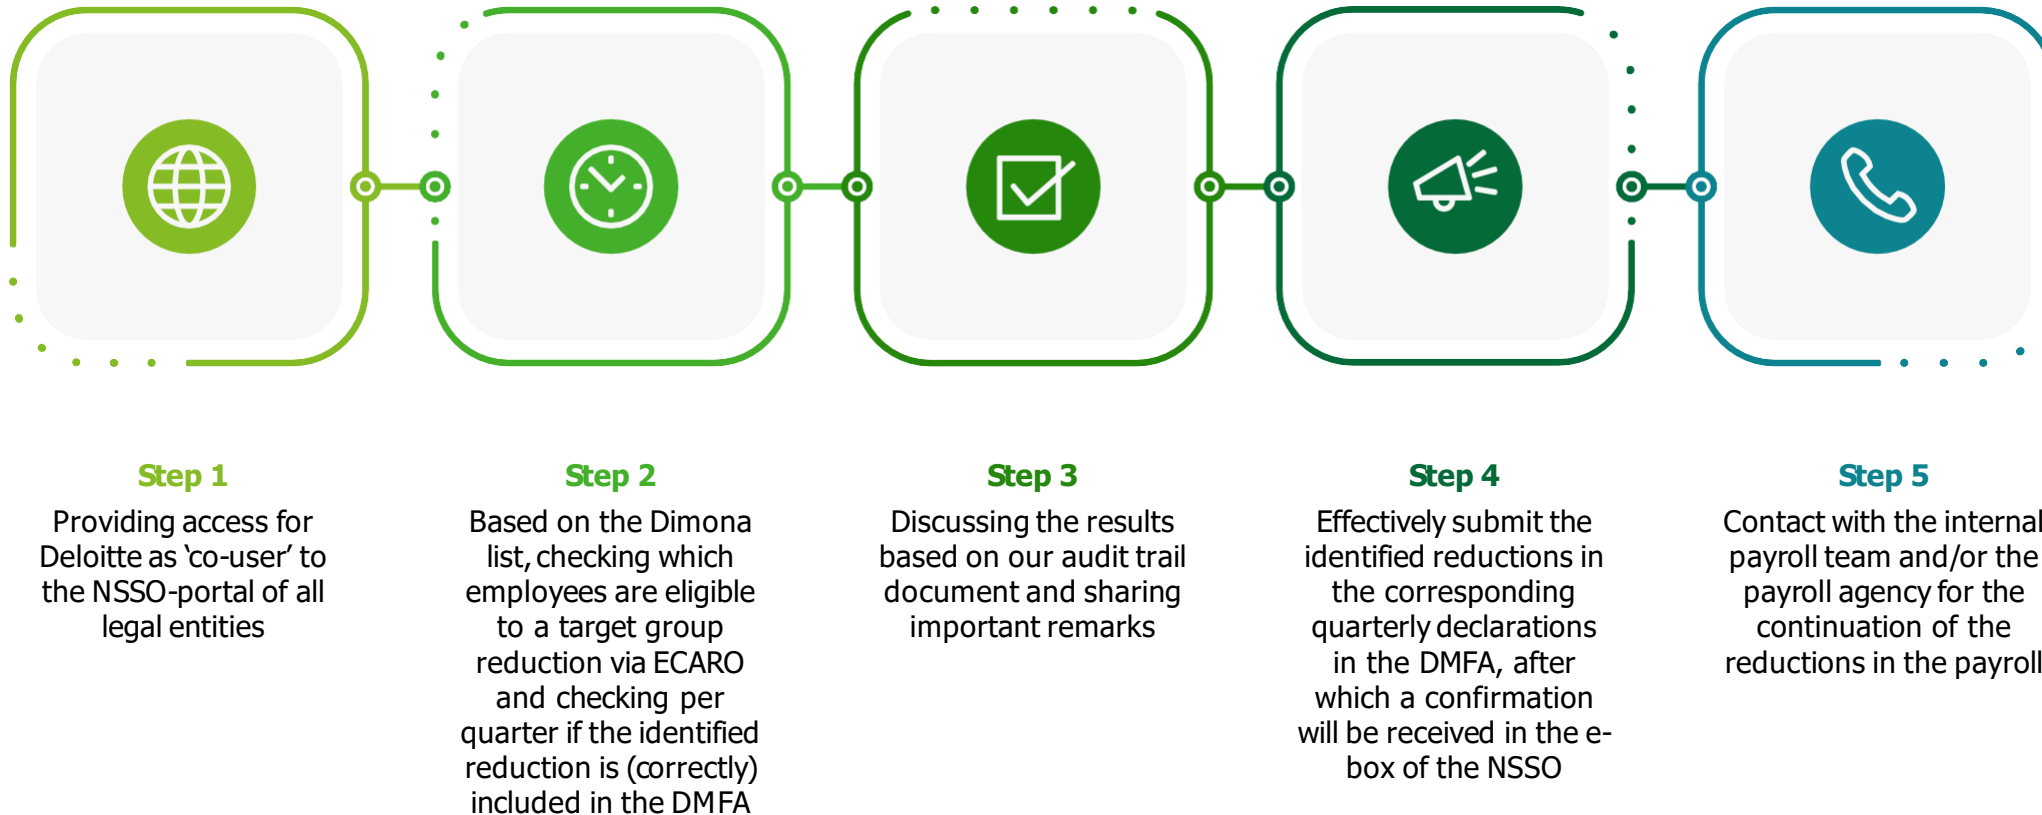 Step 1
Providing access for
Deloitte as ‘co-user’ to
the NSSO-portal of all
legal entities
Step 2
Based on the Dimona
list, checking which
employees are eligible
to a target group
reduction via ECARO
and checking per
quarter if the identified
reduction is (correctly)
included in the DMFA
Step 3
Discussing the results
based on our audit trail
document and sharing
important remarks
Step 4
Effectively submit the
identified reductions in
the corresponding
quarterly declarations
in the DMFA, after
which a confirmation
will be received in the e-
box of the NSSO
Step 5
Contact with the internal
payroll team and/or the
payroll agency for the
continuation of the
reductions in the payroll